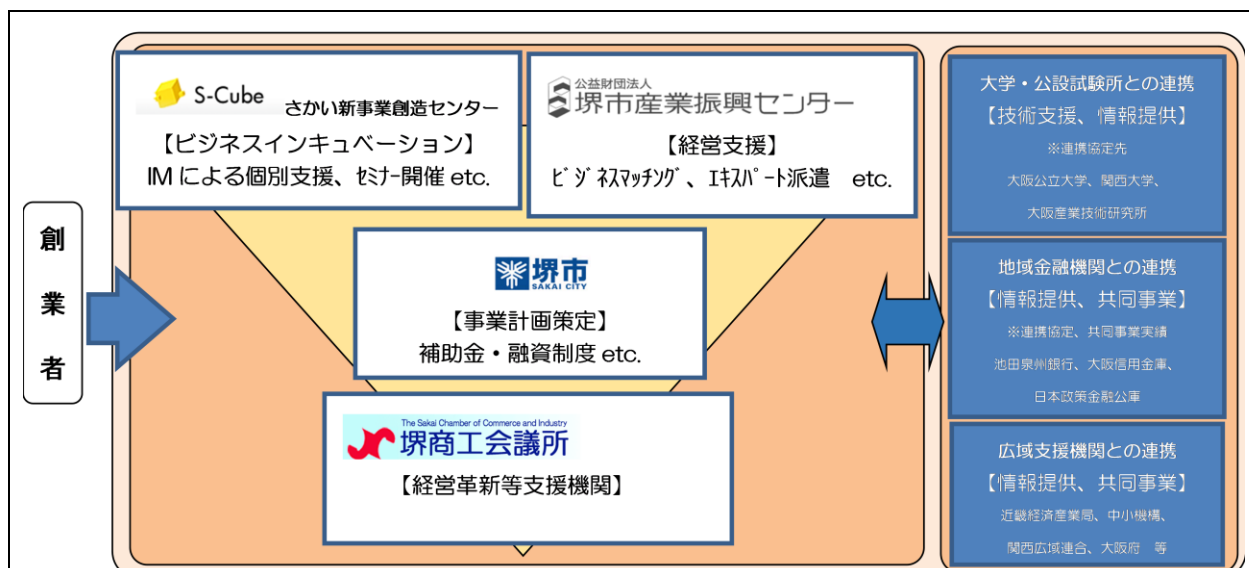 創
業
者
S-Cube さかい新事業創造センター
【ビジネスインキュベーション】
IM による個別支援、ｾﾐﾅｰ開催 etc.
公益財団法人
堺市産業振興センター
【経営支援】
ﾋﾞｼﾞﾈｽﾏｯﾁﾝｸﾞ、ｴｷｽﾊﾟｰﾄ派遣 etc.
堺市
SAKAI CITY
【事業計画策定】
補助金・融資制度 etc.
The Sakai Chamber of Commerce and Industry
堺商工会議所
【経営革新等支援機関】
大学・公設試験所との連携
【技術支援、情報提供】
※連携協定先
大阪公立大学、関西大学、
大阪産業技術研究所
地域金融機関との連携
【情報提供、共同事業】
※連携協定、共同事業実績
池田泉州銀行、大阪信用金庫、
日本政策金融公庫
広域支援機関との連携
【情報提供、共同事業】
近畿経済産業局、中小機構、
関西広域連合、大阪府 等